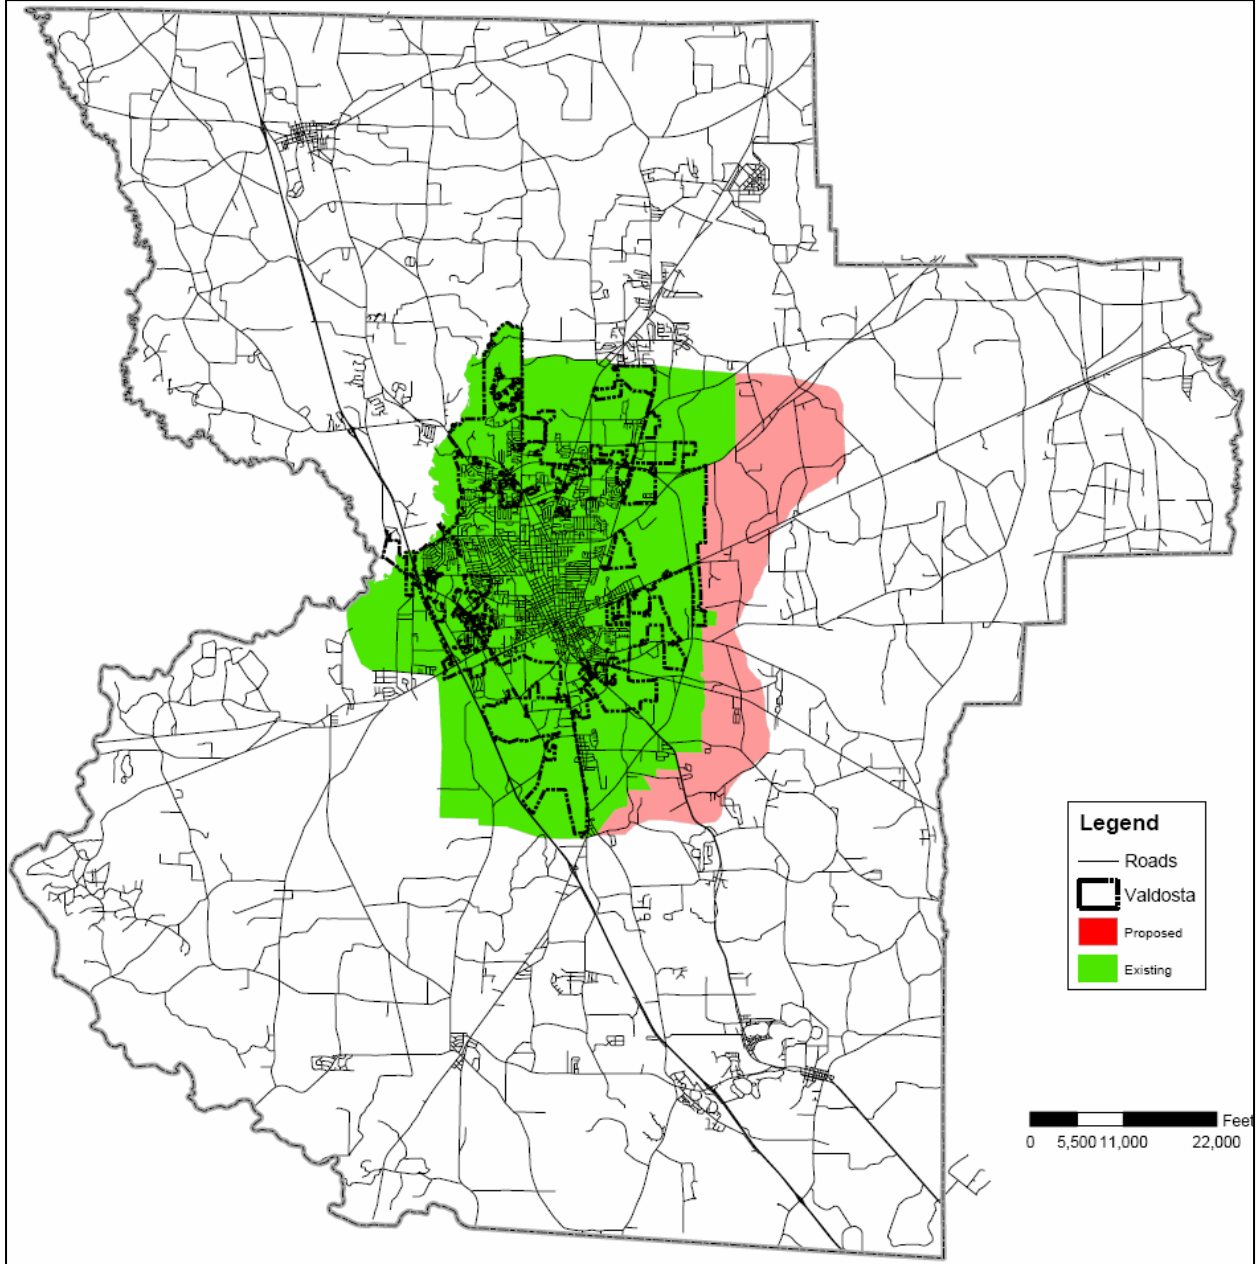 Legend
Roads
Valdosta
Proposed
Existing
Feet
0 5,500 11,000 22,000